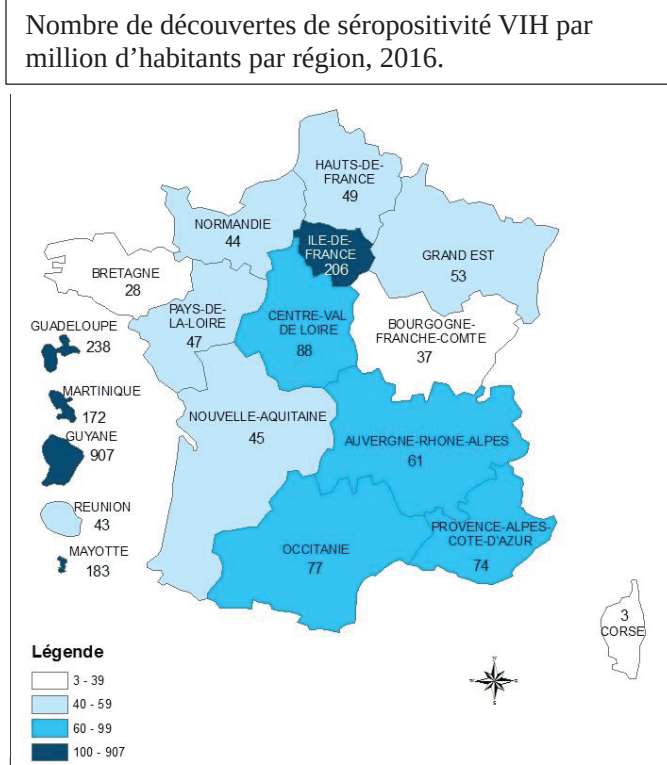 Nombre de découvertes de séropositivité VIH par
million d’habitants par région, 2016.
HAUTS-DE-
FRANCE
49
NORMANDIE
44
ILE-DE-
FRANCE
206
GRAND EST
53
BRETAGNE
28
PAYS-DE-
LA-LOIRE
47
CENTRE-VAL
DE LOIRE
88
BOURGOGNE-
FRANCHE-COMTE
37
GUADELOUPE
238
MARTINIQUE
172
GUYANE
907
REUNION
43
MAYOTTE
183
NOUVELLE-AQUITAINE
45
AUVERGNE-RHONE-ALPES
61
OCCITANIE
77
PROVENCE-ALPES-
COTE-D'AZUR
74
3
CORSE
Légende
3 - 39
40 - 59
60 - 99
100 - 907